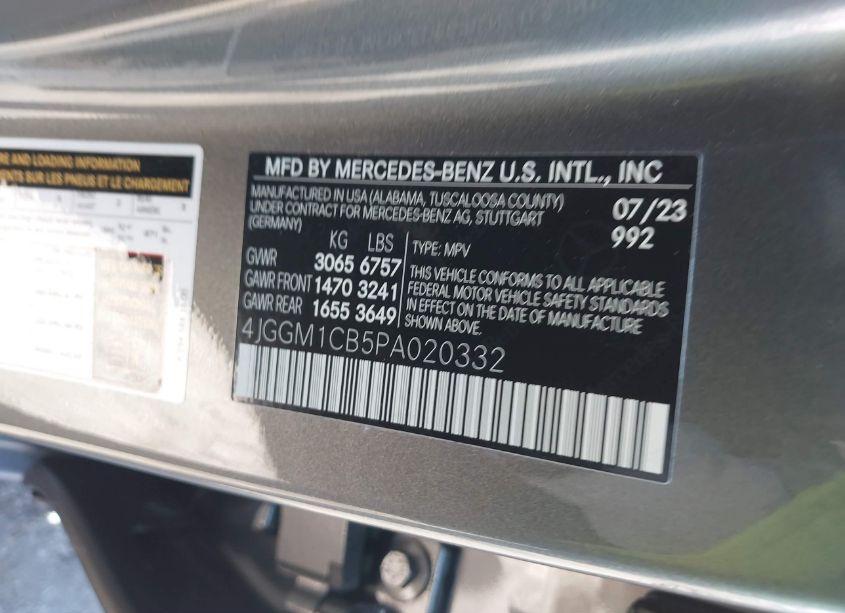 RE AND LOADING INFORMATION
MENTS SUR LES PNEUS ET LE CHARGEMENT
MFD BY MERCEDES-BENZ U.S. INTL., INC
MANUFACTURED IN USA (ALABAMA, TUSCALOOSA COUNTY)
UNDER CONTRACT FOR MERCEDES-BENZ AG, STUTTGART
(GERMANY)
07/23
992
KG LBS
GVWR 3065 6757
GAWR FRONT 1470 3241
GAWR REAR 1655 3649
TYPE: MPV
THIS VEHICLE CONFORMS TO ALL APPLICABLE
FEDERAL MOTOR VEHICLE SAFETY STANDARDS
IN EFFECT ON THE DATE OF MANUFACTURE
SHOWN ABOVE.
4JGGM1CB5PA020332